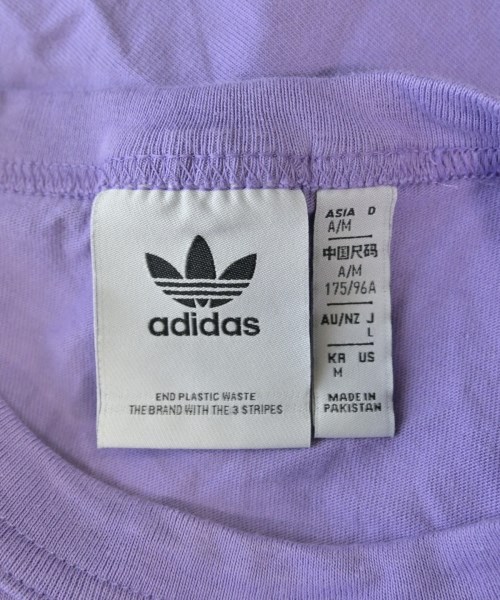 adidas
END PLASTIC WASTE
THE BRAND WITH THE 3 STRIPES
ASIA D
A/M
中国尺码
A/M
175/96A
AU/NZ J
L
KR US
M
MADE IN
PAKISTAN